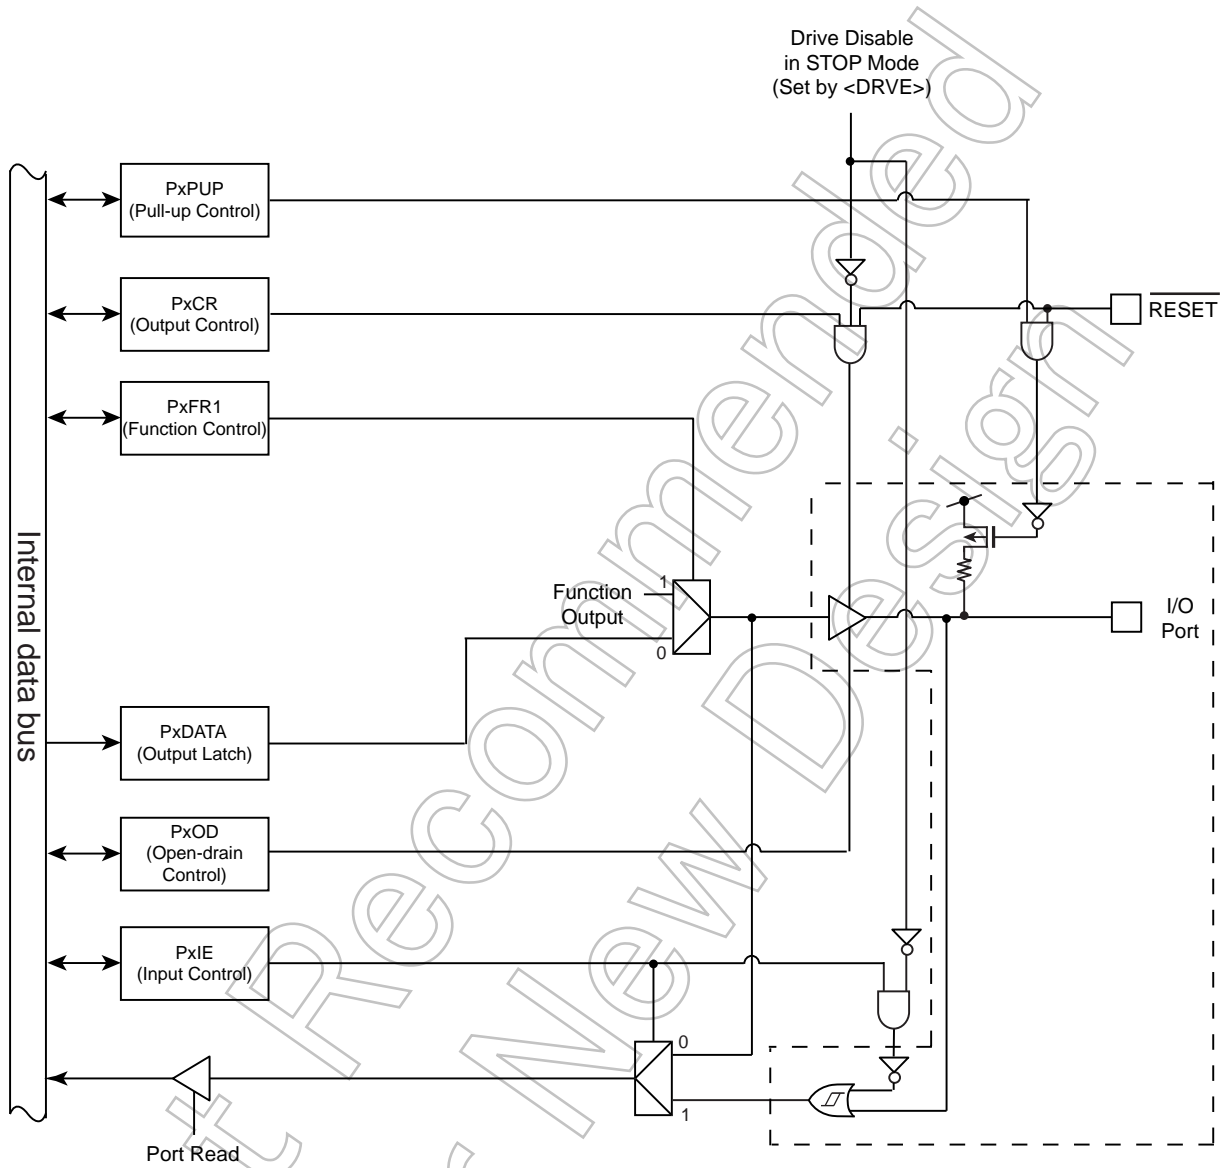 Drive Disable
in STOP Mode
(Set by <DRVE>)
PxPUP
(Pull-up Control)
PxCR
(Output Control)
RESET
PxFR1
(Function Control)
Internal data bus
1
Function
Output
0
I/O
Port
PxDATA
(Output Latch)
PxOD
(Open-drain
Control)
PxIE
(Input Control)
0
1
Port Read
t Recommended
r New Design